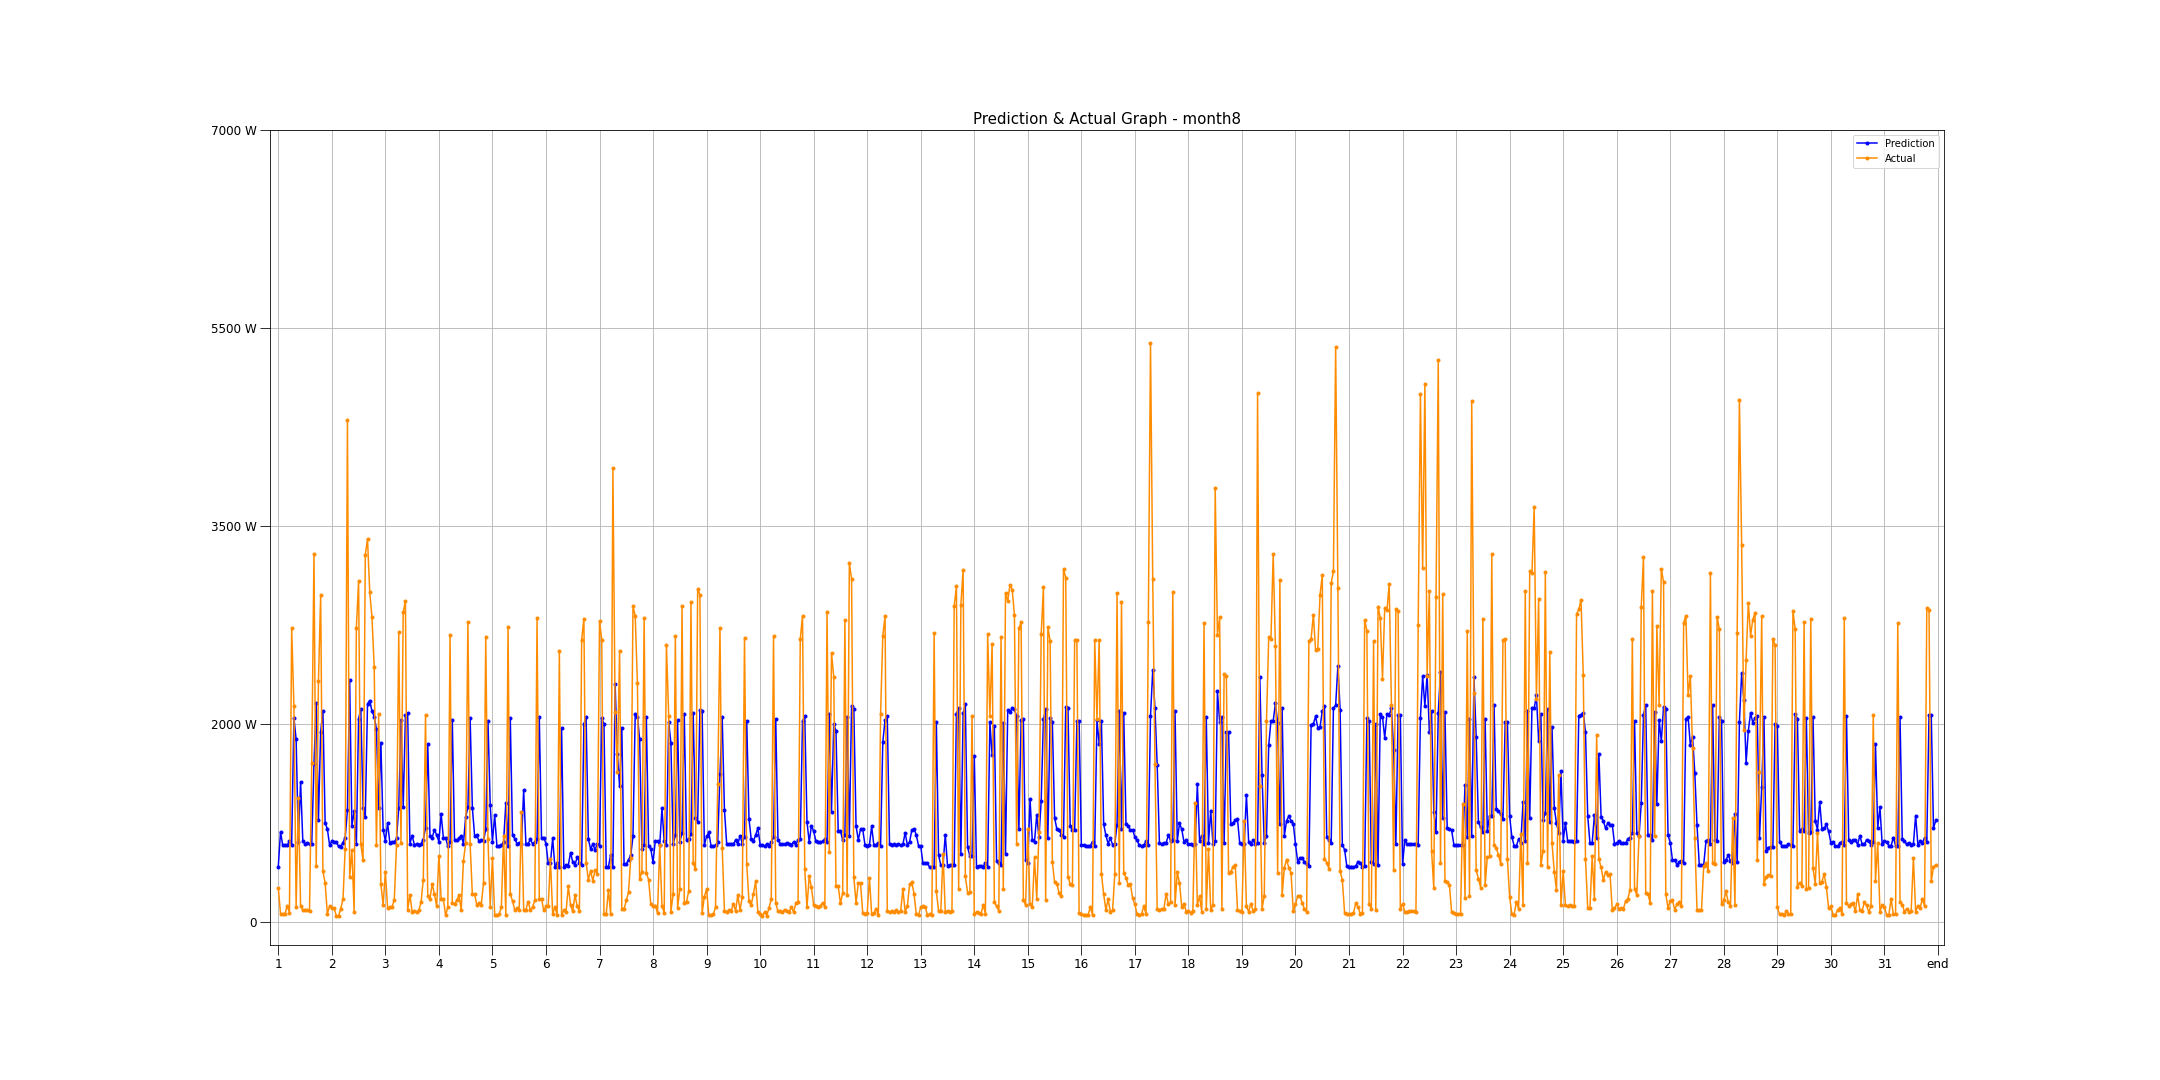 Prediction & Actual Graph - month8
7000 W
5500 W
3500 W
2000 W
0
Prediction
Actual
1 2 3 4 5 6 7 8 9 10 11 12 13 14 15 16 17 18 19 20 21 22 23 24 25 26 27 28 29 30 31 end